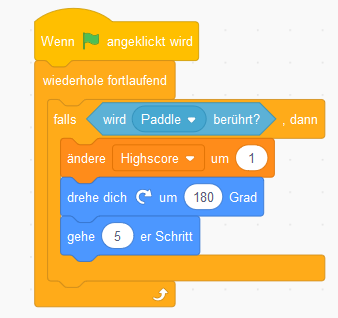 Wenn angeklickt wird
wiederhole fortlaufend
falls wird Paddle berührt? , dann
ändere Highscore um 1
drehe dich um 180 Grad
gehe 5 er Schritt